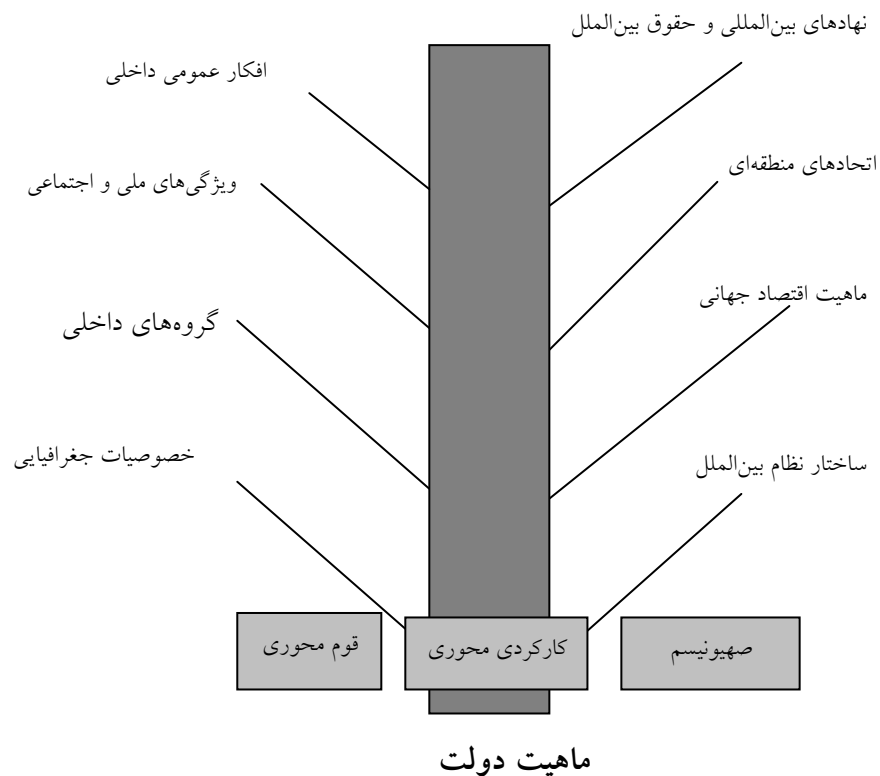 نهادهای بین‌المللی و حقوق بین‌الملل
افکار عمومی داخلی
اتحادهای منطقه‌ای
ویژگی‌های ملی و اجتماعی
ماهیت اقتصاد جهانی
گروه‌های داخلی
ساختار نظام بین‌الملل
خصوصیات جغرافیایی
صهیونیسم
کارکردی محوری
قوم محوری
ماهیت دولت